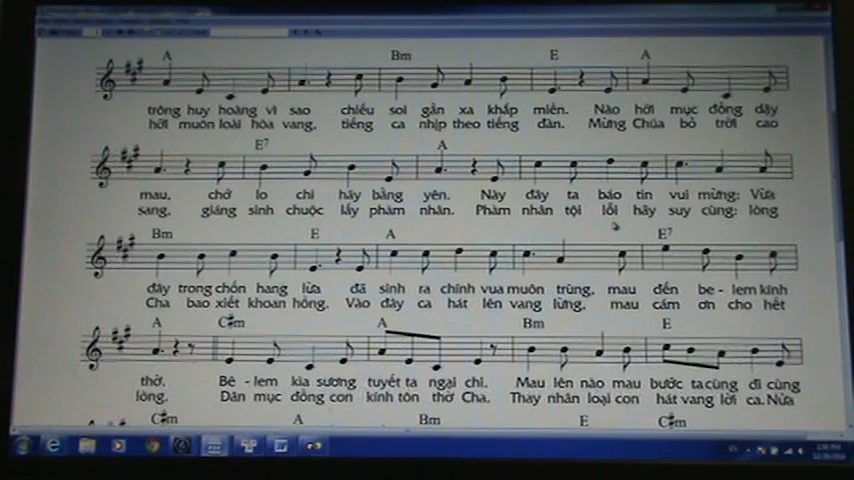 A Bm E A
trông huy hoàng vì sao chiếu soi gần xa khắp miền. Nào hỡi mục đồng dậy
hỡi muôn loài hòa vang, tiếng ca nhịp theo tiếng đàn. Mừng Chúa bỏ trời cao
E7 A
mau, chớ lo chi hãy bằng yên. Này đây ta báo tin vui mừng: Vừa
sang, giáng sinh chuộc lấy phàm nhân. Phàm nhân tội lỗi hãy suy cùng: lòng
Bm E A E7
đây trong chốn hang lừa đã sinh ra chính vua muôn trùng, mau đến be - lem kính
Cha bao xiết khoan hồng. Vào đây ca hát lên vang lừng, mau cám ơn cho hết
A C#m A Bm E
thờ, Bê - lem kìa sương tuyết ta ngại chi. Mau lên nào mau bước ta cùng đi cùng
lòng, Dân mục đồng con kính tôn thờ Cha. Thay nhân loại con hát vang lời ca. Nửa
C#m A Bm E C#m